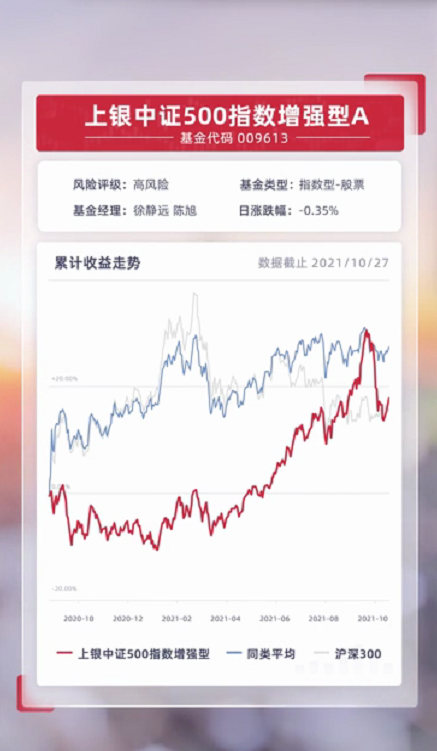 上银中证500指数增强型A
基金代码 009613
风险评级：高风险 基金类型：指数型-股票
基金经理：徐静远 陈旭 日涨跌幅：-0.35%
累计收益走势 数据截止 2021/10/27
+20.00%
0.00%
-20.00%
2020-10 2020-12 2021-02 2021-04 2021-06 2021-08 2021-10
上银中证500指数增强型 同类平均 沪深300